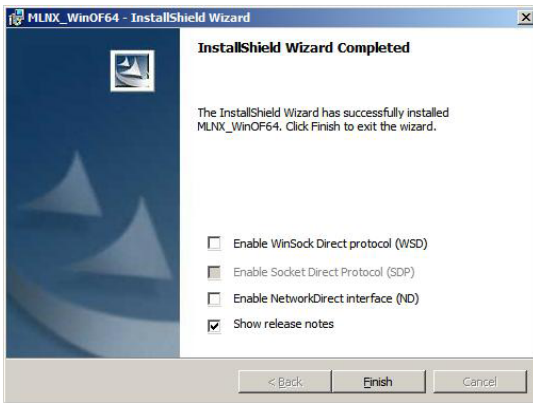 MLNX_WinOF64 - InstallShield Wizard
InstallShield Wizard Completed
The InstallShield Wizard has successfully installed
MLNX_WinOF64. Click Finish to exit the wizard.
Enable WinSock Direct protocol (WSD)
Enable Socket Direct Protocol (SDP)
Enable NetworkDirect interface (ND)
Show release notes
< Back Finish Cancel